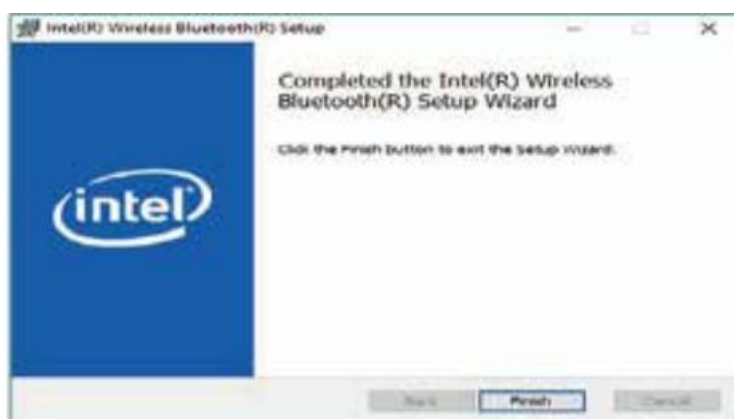 Intel(R) Wireless Bluetooth(R) Setup
Completed the Intel(R) Wireless
Bluetooth(R) Setup Wizard
Click the Finish button to exit the Setup Wizard.
intel
Back Finish Cancel